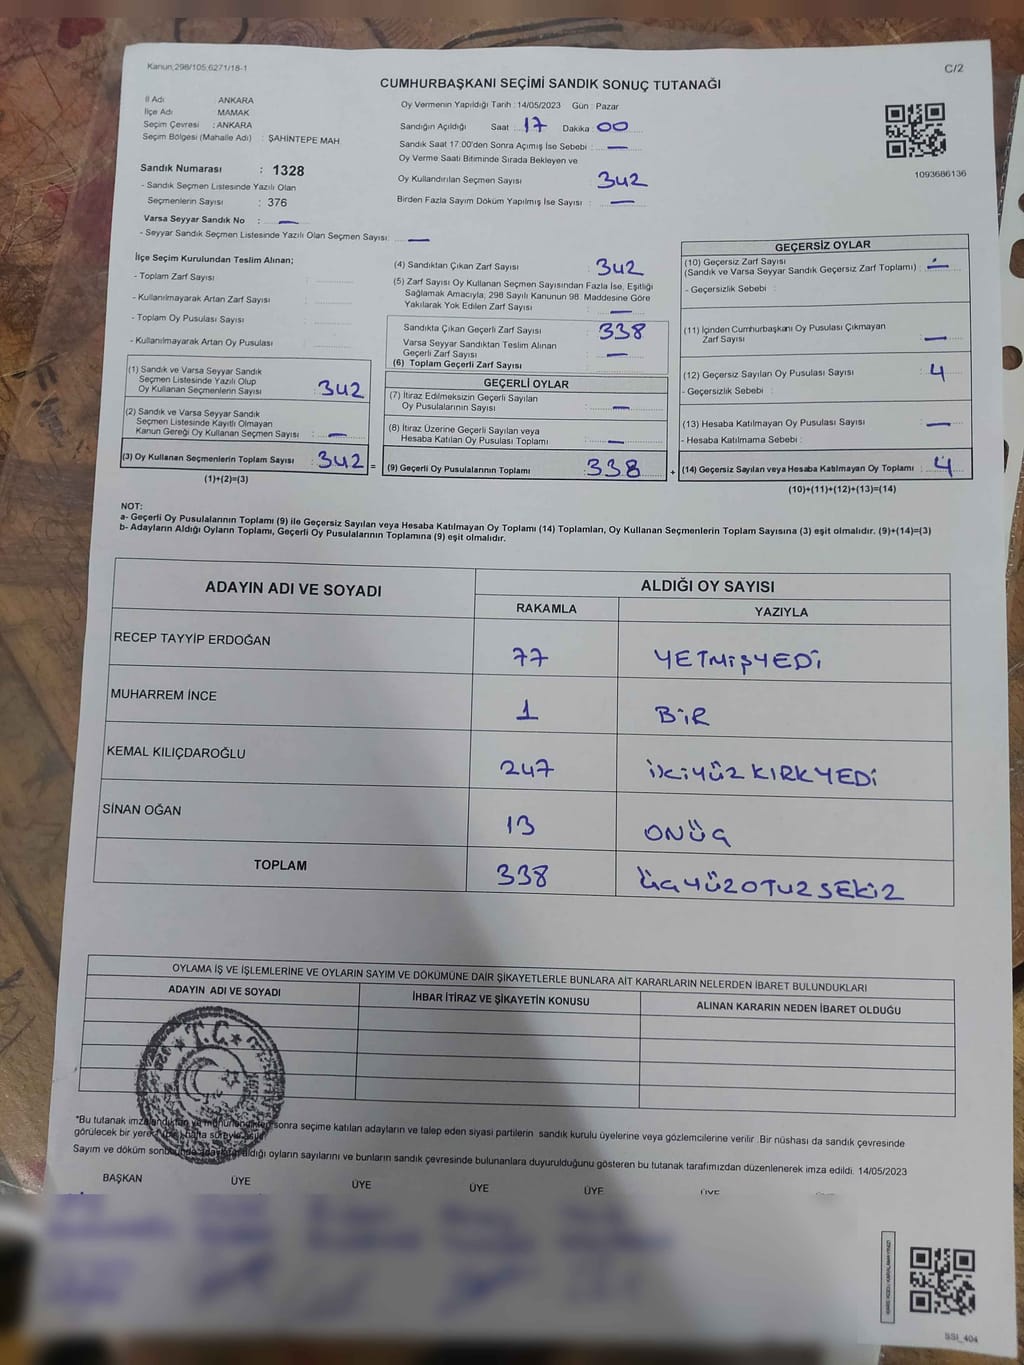 Kanun,298/105,6271/18-1
C/2
CUMHURBAŞKANI SEÇİMİ SANDIK SONUÇ TUTANAĞI
İl Adı ANKARA
İlçe Adı MAMAK
Seçim Çevresi : ANKARA
Seçim Bölgesi (Mahalle Adı) : ŞAHİNTEPE MAH
Sandık Numarası : 1328
- Sandık Seçmen Listesinde Yazılı Olan
Seçmenlerin Sayısı : 376
Varsa Seyyar Sandık No : —
- Seyyar Sandık Seçmen Listesinde Yazılı Olan Seçmen Sayısı: —
Oy Vermenin Yapıldığı Tarih : 14/05/2023 Gün : Pazar
Sandığın Açıldığı Saat : 17 Dakika : 00
Sandık Saat 17.00'den Sonra Açımış İse Sebebi : —
Oy Verme Saati Bitiminde Sırada Bekleyen ve
Oy Kullandırılan Seçmen Sayısı : 342
Birden Fazla Sayım Döküm Yapılmış İse Sayısı : —
1093686136
İlçe Seçim Kurulundan Teslim Alınan;
- Toplam Zarf Sayısı :
- Kullanılmayarak Artan Zarf Sayısı :
- Toplam Oy Pusulası Sayısı :
- Kullanılmayarak Artan Oy Pusulası :
(1) Sandık ve Varsa Seyyar Sandık
Seçmen Listesinde Yazılı Olup
Oy Kullanan Seçmenlerin Sayısı : 342
(2) Sandık ve Varsa Seyyar Sandık
Seçmen Listesinde Kayıtlı Olmayan
Kanun Gereği Oy Kullanan Seçmen Sayısı : —
(3) Oy Kullanan Seçmenlerin Toplam Sayısı : 342 =
(1)+(2)=(3)
(4) Sandıktan Çıkan Zarf Sayısı : 342
(5) Zarf Sayısı Oy Kullanan Seçmen Sayısından Fazla İse, Eşitliği
Sağlamak Amacıyla, 298 Sayılı Kanunun 98. Maddesine Göre
Yakılarak Yok Edilen Zarf Sayısı : —
Sandıkta Çıkan Geçerli Zarf Sayısı : 338
Varsa Seyyar Sandıktan Teslim Alınan
Geçerli Zarf Sayısı : —
(6) Toplam Geçerli Zarf Sayısı :
GEÇERLİ OYLAR
(7) İtiraz Edilmeksizin Geçerli Sayılan
Oy Pusulalarının Sayısı : —
(8) İtiraz Üzerine Geçerli Sayılan veya
Hesaba Katılan Oy Pusulası Toplamı : —
(9) Geçerli Oy Pusulalarının Toplamı : 338 +
GEÇERSİZ OYLAR
(10) Geçersiz Zarf Sayısı
(Sandık ve Varsa Seyyar Sandık Geçersiz Zarf Toplamı) : —
- Geçersizlik Sebebi :
(11) İçinden Cumhurbaşkanı Oy Pusulası Çıkmayan
Zarf Sayısı : —
(12) Geçersiz Sayılan Oy Pusulası Sayısı : 4
- Geçersizlik Sebebi :
(13) Hesaba Katılmayan Oy Pusulası Sayısı : —
- Hesaba Katılmama Sebebi :
(14) Geçersiz Sayılan veya Hesaba Katılmayan Oy Toplamı : 4
(10)+(11)+(12)+(13)=(14)
NOT:
a- Geçerli Oy Pusulalarının Toplamı (9) ile Geçersiz Sayılan veya Hesaba Katılmayan Oy Toplamı (14) Toplamları, Oy Kullanan Seçmenlerin Toplam Sayısına (3) eşit olmalıdır. (9)+(14)=(3)
b- Adayların Aldığı Oyların Toplamı, Geçerli Oy Pusulalarının Toplamına (9) eşit olmalıdır.
ADAYIN ADI VE SOYADI
ALDIĞI OY SAYISI
RAKAMLA YAZIYLA
RECEP TAYYİP ERDOĞAN 77 YETMİŞYEDİ
MUHARREM İNCE 1 BİR
KEMAL KILIÇDAROĞLU 247 İKİYÜZ KIRKYEDİ
SİNAN OĞAN 13 ONÜÇ
TOPLAM 338 ÜÇYÜZOTUZSEKİZ
OYLAMA İŞ VE İŞLEMLERİNE VE OYLARIN SAYIM VE DÖKÜMÜNE DAİR ŞİKAYETLERLE BUNLARA AİT KARARLARIN NELERDEN İBARET BULUNDUKLARI
ADAYIN ADI VE SOYADI İHBAR İTİRAZ VE ŞİKAYETİN KONUSU ALINAN KARARIN NEDEN İBARET OLDUĞU
T.C.
*Bu tutanak imzalandıktan ve mühürlendikten sonra seçime katılan adayların ve talep eden siyasi partilerin sandık kurulu üyelerine veya gözlemcilerine verilir .Bir nüshası da sandık çevresinde
görülecek bir yere (bir) hafta süreyle asılır.
Sayım ve döküm sonucunda adayların aldığı oyların sayılarını ve bunların sandık çevresinde bulunanlara duyurulduğunu gösteren bu tutanak tarafımızdan düzenlenerek imza edildi. 14/05/2023
BAŞKAN ÜYE ÜYE ÜYE ÜYE ÜYE
SSI_404